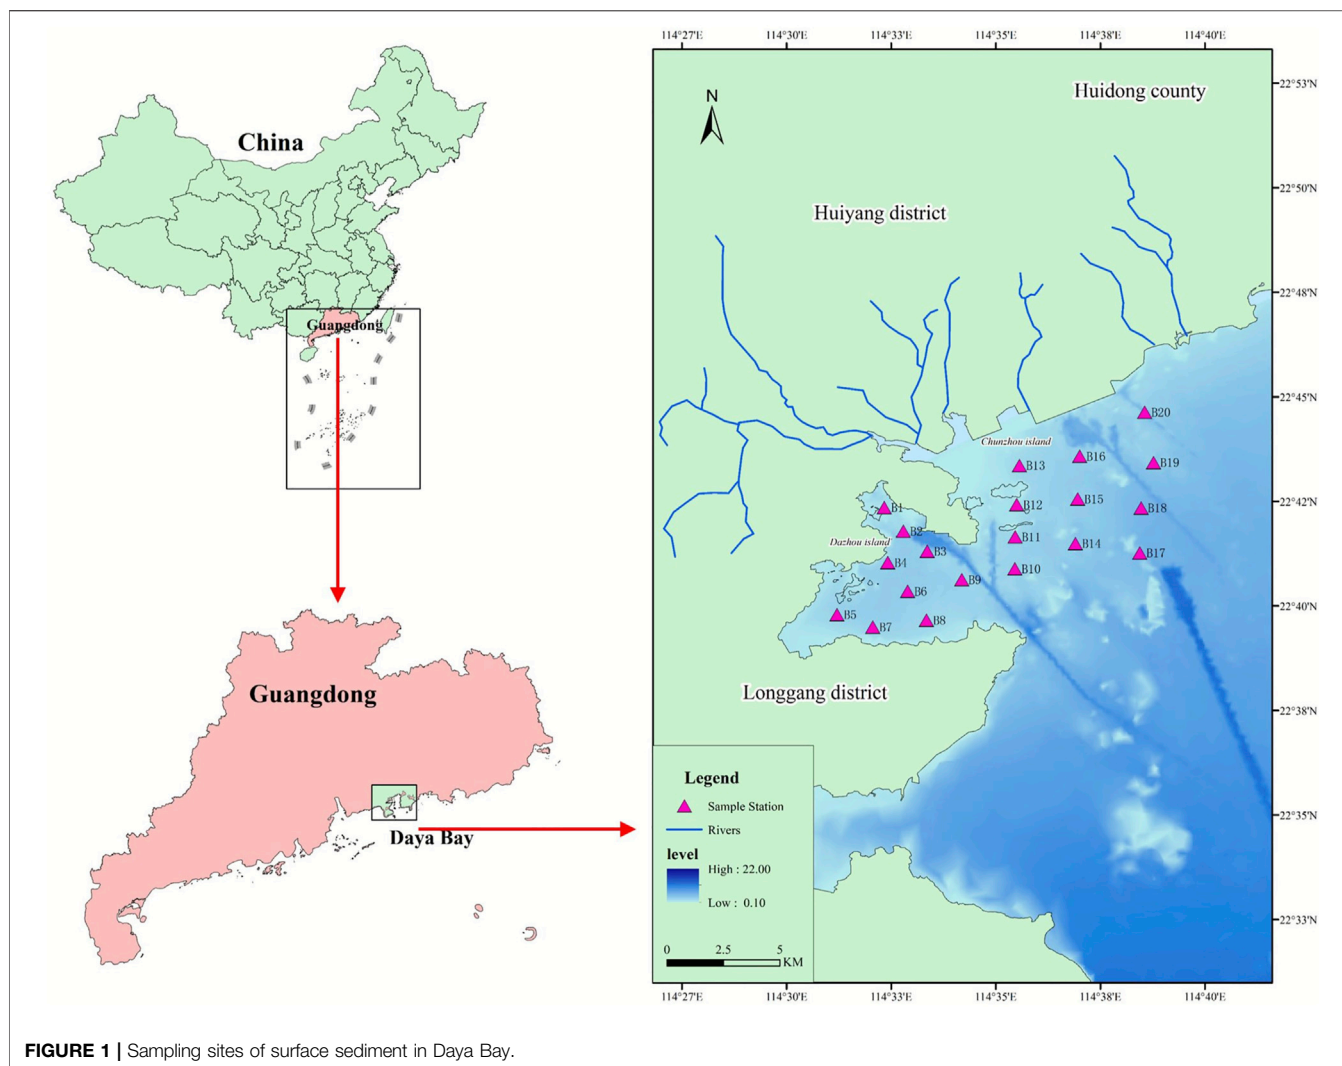 China
Guangdong
Guangdong
Daya Bay
114°27'E 114°30'E 114°33'E 114°35'E 114°38'E 114°40'E
22°53'N
22°50'N
22°48'N
22°45'N
22°42'N
22°40'N
22°38'N
22°35'N
22°33'N
N
Huidong county
Huiyang district
Chunzhou island
Dazhou island
Longgang district
B20
B16
B19
B13
B15
B12
B18
B1
B2
B11
B14
B3
B17
B4
B10
B9
B6
B5
B8
B7
Legend
Sample Station
Rivers
level
High : 22.00
Low : 0.10
0 2.5 5
KM
114°27'E 114°30'E 114°33'E 114°35'E 114°38'E 114°40'E
FIGURE 1 | Sampling sites of surface sediment in Daya Bay.